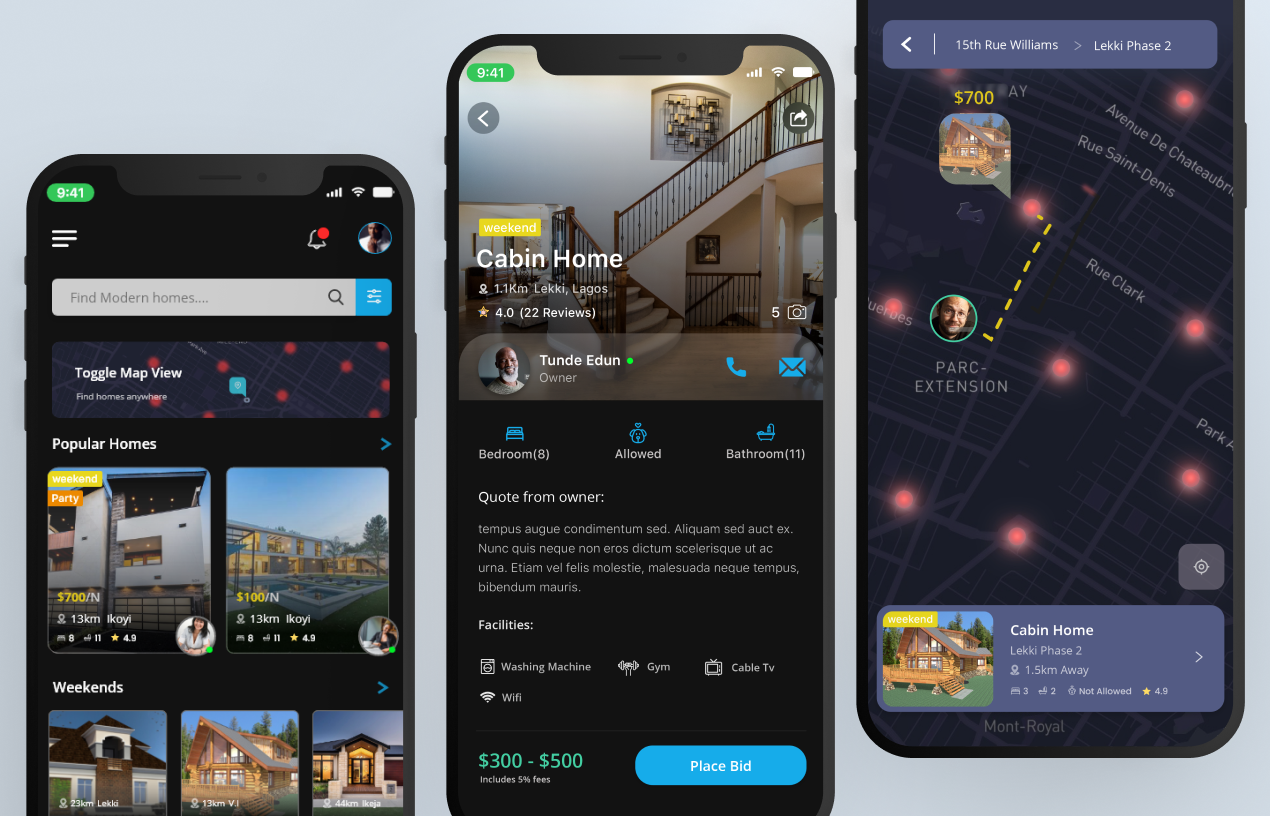 9:41
Find Modern homes....
Toggle Map View
Find homes anywhere
Popular Homes
weekend
Party
$700/N
13km Ikoyi
8 11 4.9
$100/N
13km Ikoyi
8 11 4.9
Weekends
23km Lekki
13km V.I
44km Ikeja
9:41
weekend
Cabin Home
1.1Km Lekki, Lagos
4.0 (22 Reviews)
5
Tunde Edun
Owner
Bedroom(8)
Allowed
Bathroom(11)
Quote from owner:
tempus augue condimentum sed. Aliquam sed auct ex.
Nunc quis neque non eros dictum scelerisque ut ac
urna. Etiam vel felis molestie, malesuada neque tempus,
bibendum mauris.
Facilities:
Washing Machine
Gym
Cable Tv
Wifi
$300 - $500
Includes 5% fees
Place Bid
15th Rue Williams > Lekki Phase 2
$700
AY
Avenue De Chateaubri
Rue Saint-Denis
Rue Clark
PARC-
EXTENSION
Park A
weekend
Cabin Home
Lekki Phase 2
1.5km Away
3 2 Not Allowed 4.9
Mont-Royal